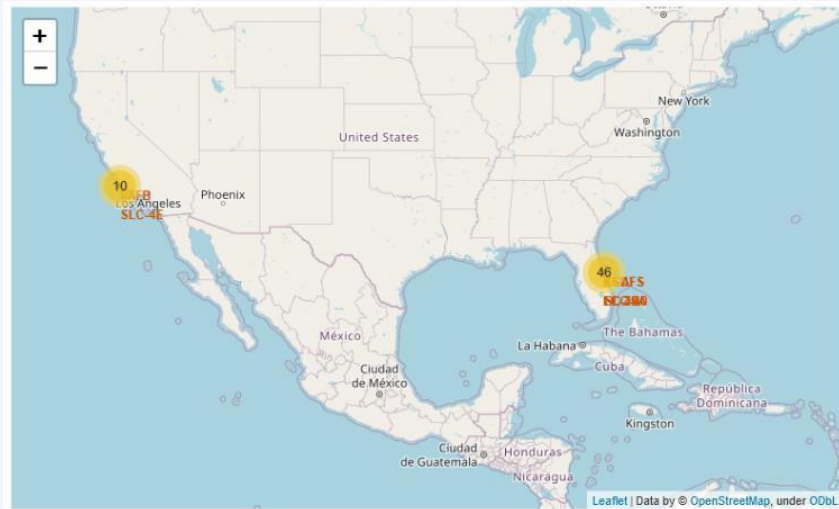 +
−
New York
Washington
United States
10
Los Angeles
Phoenix
SLC-4E
46
The Bahamas
La Habana
México
Cuba
Ciudad
de México
República
Dominicana
Kingston
Ciudad
de Guatemala
Honduras
Nicaragua
Leaflet | Data by © OpenStreetMap, under ODbL